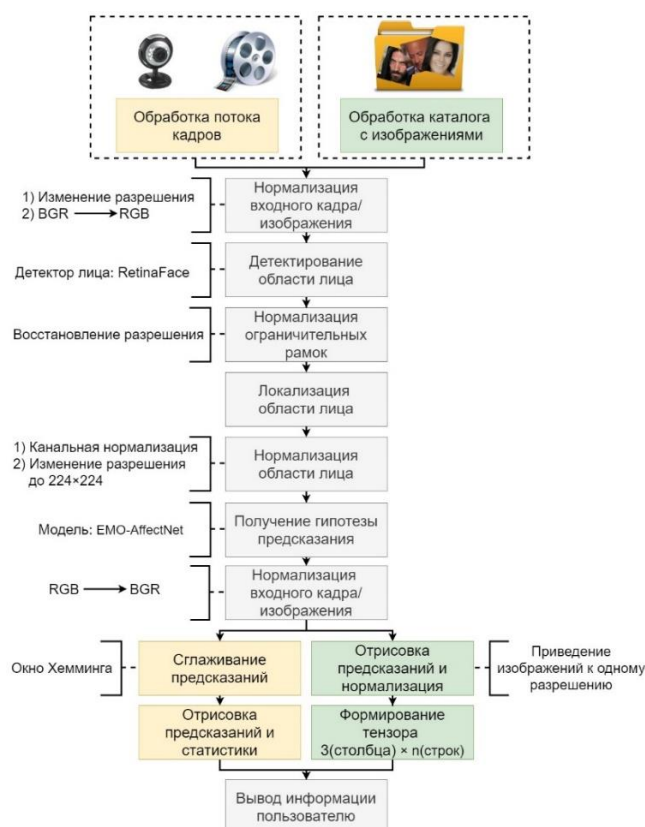 Обработка потока
кадров
Обработка каталога
с изображениями
1) Изменение разрешения
2) BGR → RGB
Нормализация
входного кадра/
изображения
Детектор лица: RetinaFace
Детектирование
области лица
Восстановление разрешения
Нормализация
ограничительных
рамок
Локализация
области лица
1) Канальная нормализация
2) Изменение разрешения
до 224×224
Нормализация
области лица
Модель: EMO-AffectNet
Получение гипотезы
предсказания
RGB → BGR
Нормализация
входного кадра/
изображения
Окно Хемминга
Сглаживание
предсказаний
Отрисовка
предсказаний и
нормализация
Приведение
изображений к одному
разрешению
Отрисовка
предсказаний и
статистики
Формирование
тензора
3(столбца) × n(строк)
Вывод информации
пользователю